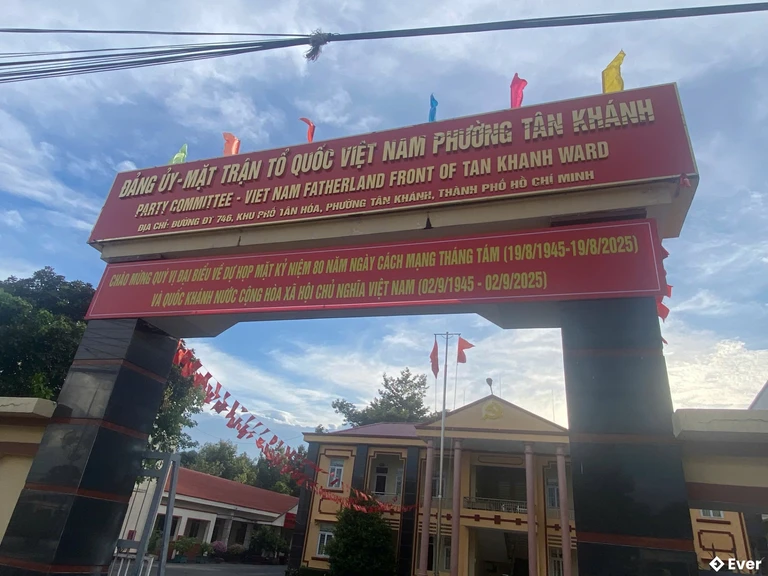 ĐẢNG ỦY - MẶT TRẬN TỔ QUỐC VIỆT NAM PHƯỜNG TÂN KHÁNH
PARTY COMMITTEE - VIET NAM FATHERLAND FRONT OF TAN KHANH WARD
ĐỊA CHỈ: ĐƯỜNG ĐT 746, KHU PHỐ TÂN HÓA, PHƯỜNG TÂN KHÁNH, THÀNH PHỐ HỒ CHÍ MINH
CHÀO MỪNG QUÝ VỊ ĐẠI BIỂU VỀ DỰ HỌP MẶT KỶ NIỆM 80 NĂM NGÀY CÁCH MẠNG THÁNG TÁM (19/8/1945-19/8/2025)
VÀ QUỐC KHÁNH NƯỚC CỘNG HÒA XÃ HỘI CHỦ NGHĨA VIỆT NAM (02/9/1945 - 02/9/2025)
Ever